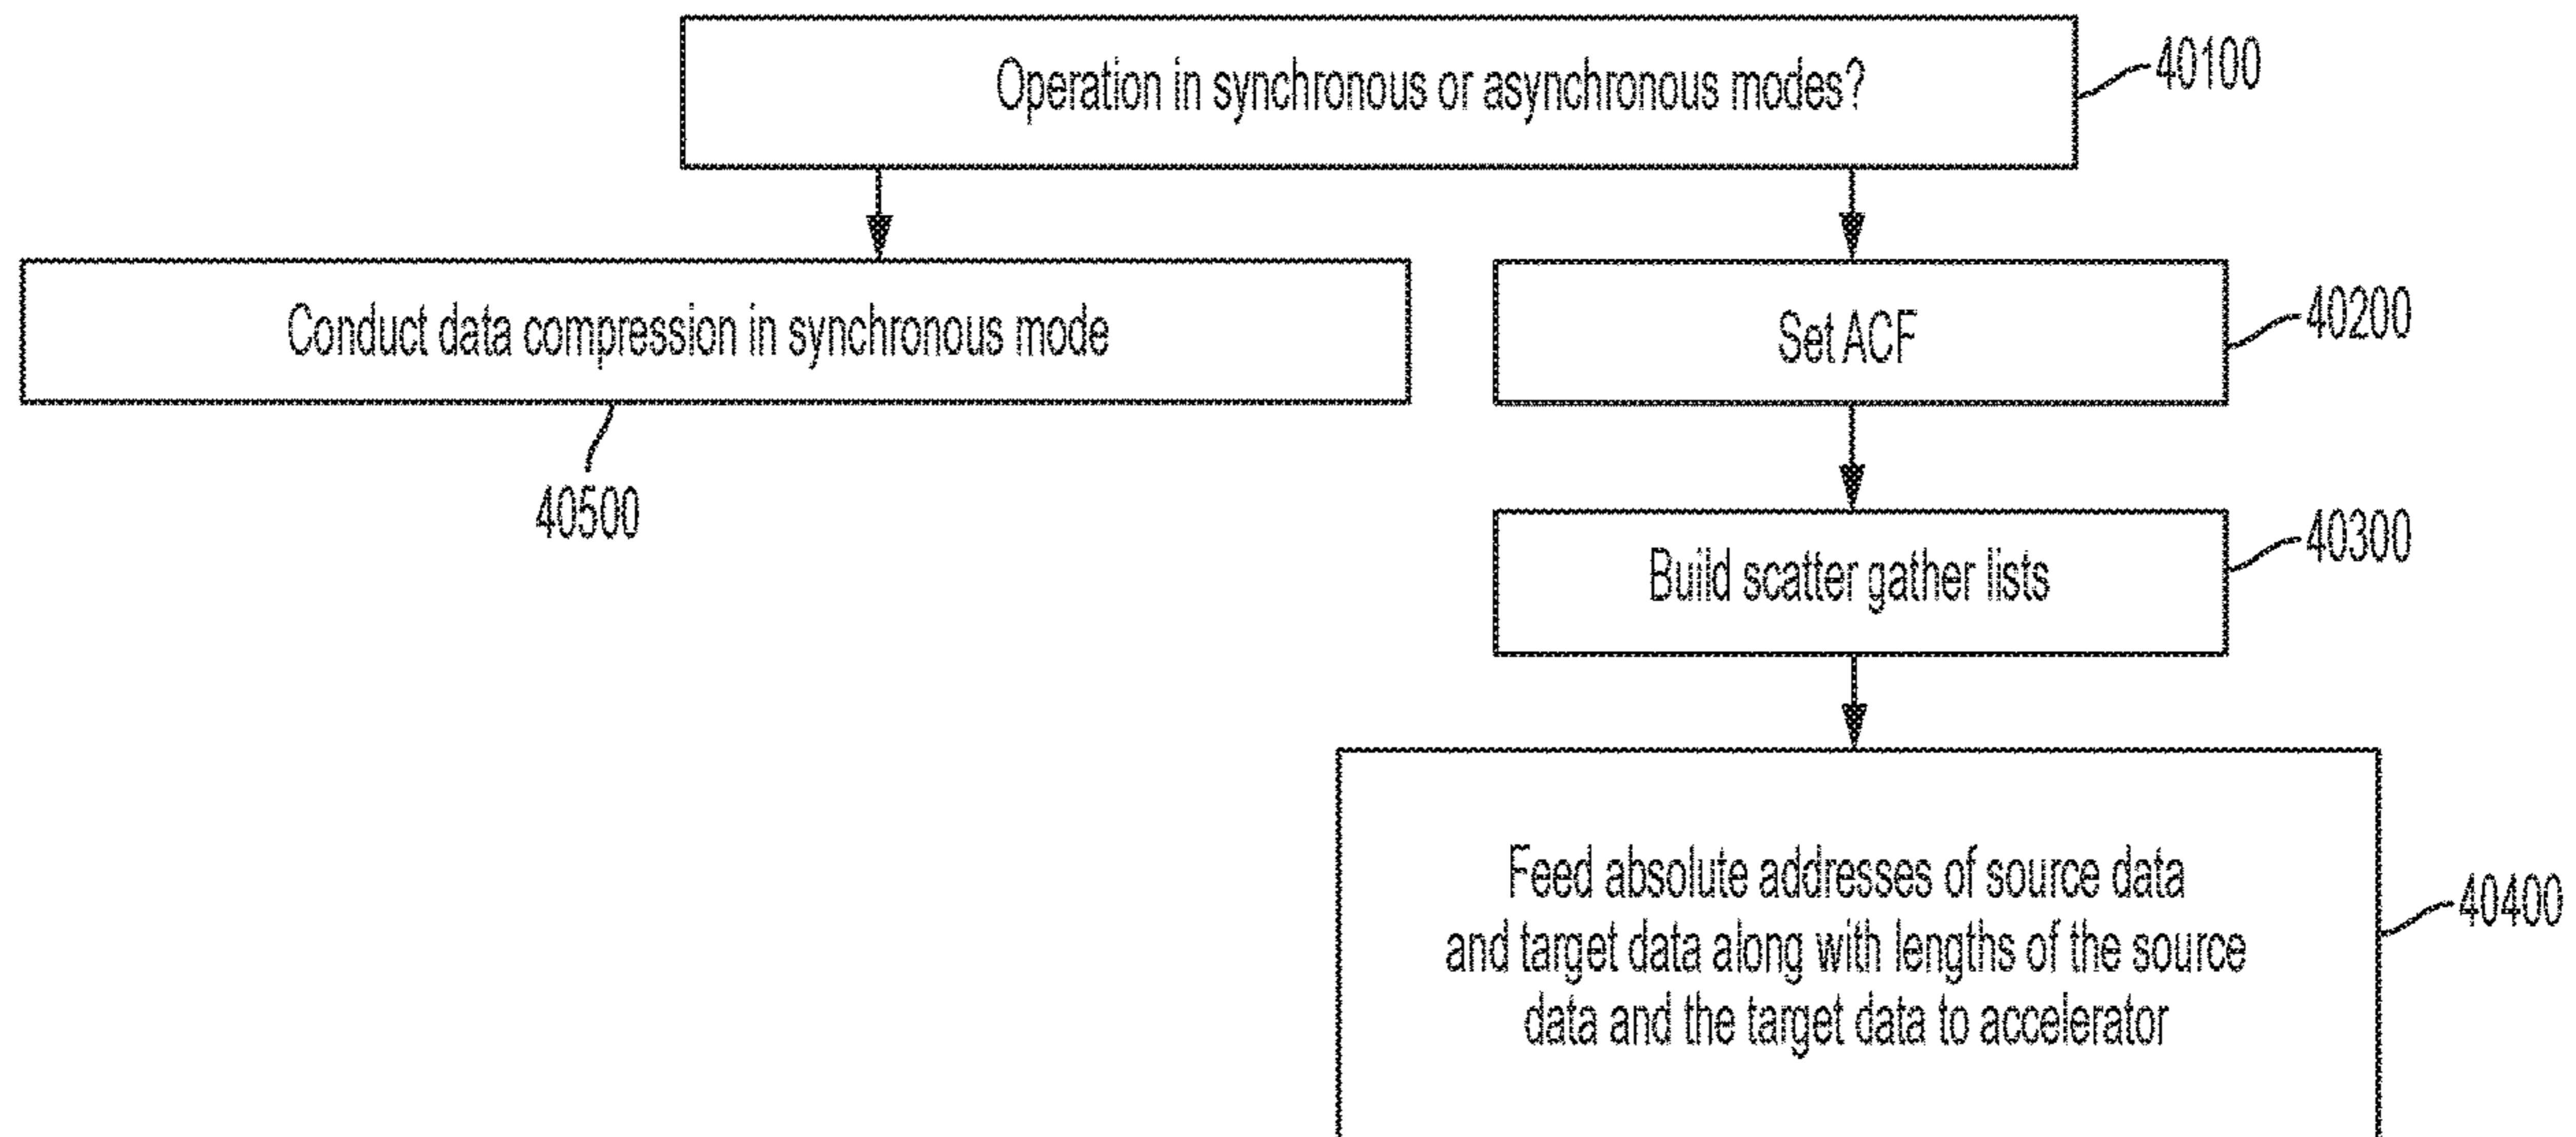 Operation in synchronous or asynchronous modes?
40100
Conduct data compression in synchronous mode
40500
Set ACF
40200
Build scatter gather lists
40300
Feed absolute addresses of source data
and target data along with lengths of the source
data and the target data to accelerator
40400